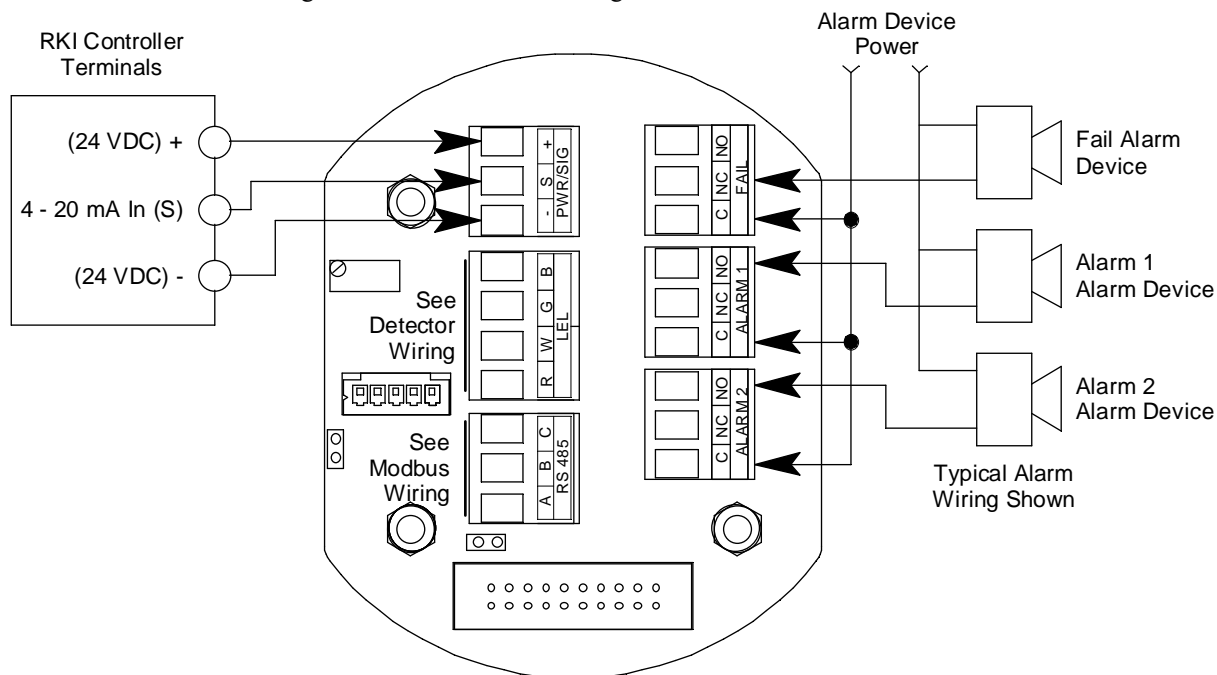 Alarm Device
Power
RKI Controller
Terminals
(24 VDC) +
4 - 20 mA In (S)
(24 VDC) -
+
S
-
PWR/SIG
B
G
W
R
LEL
C
B
A
RS 485
See
Detector
Wiring
See
Modbus
Wiring
NO
NC
C
FAIL
NO
NC
C
ALARM 1
NO
NC
C
ALARM 2
Fail Alarm
Device
Alarm 1
Alarm Device
Alarm 2
Alarm Device
Typical Alarm
Wiring Shown